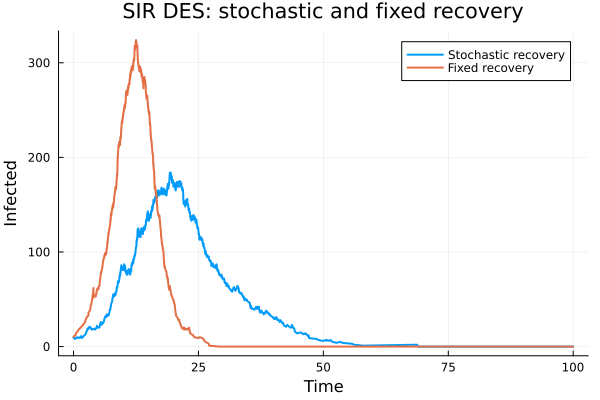 SIR DES: stochastic and fixed recovery
Stochastic recovery
Fixed recovery
300
200
100
0
Infected
0 25 50 75 100
Time